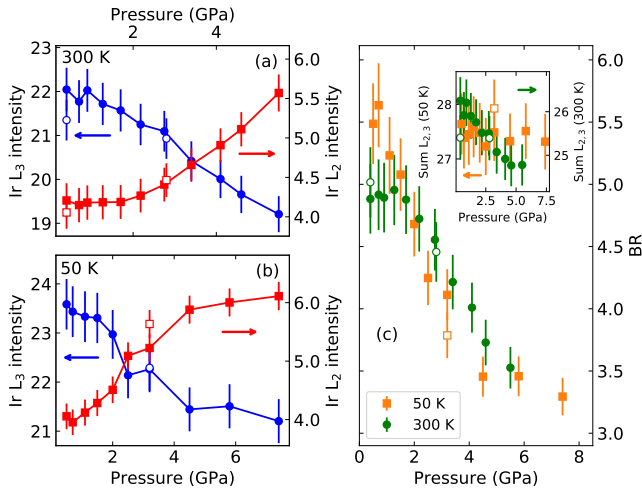 Pressure (GPa)
2 4
300 K
(a)
Ir L3 intensity
23
22
21
20
19
6.0
5.5
5.0
4.5
4.0
Ir L2 intensity
50 K
(b)
Ir L3 intensity
24
23
22
21
6.0
5.0
4.0
Ir L2 intensity
0 2 4 6
Pressure (GPa)
6.0
5.5
5.0
4.5
4.0
3.5
3.0
BR
(c)
Sum L2,3 (50 K)
28
27
26
25
Sum L2,3 (300 K)
2.5 5.0 7.5
Pressure (GPa)
50 K
300 K
0 2 4 6 8
Pressure (GPa)